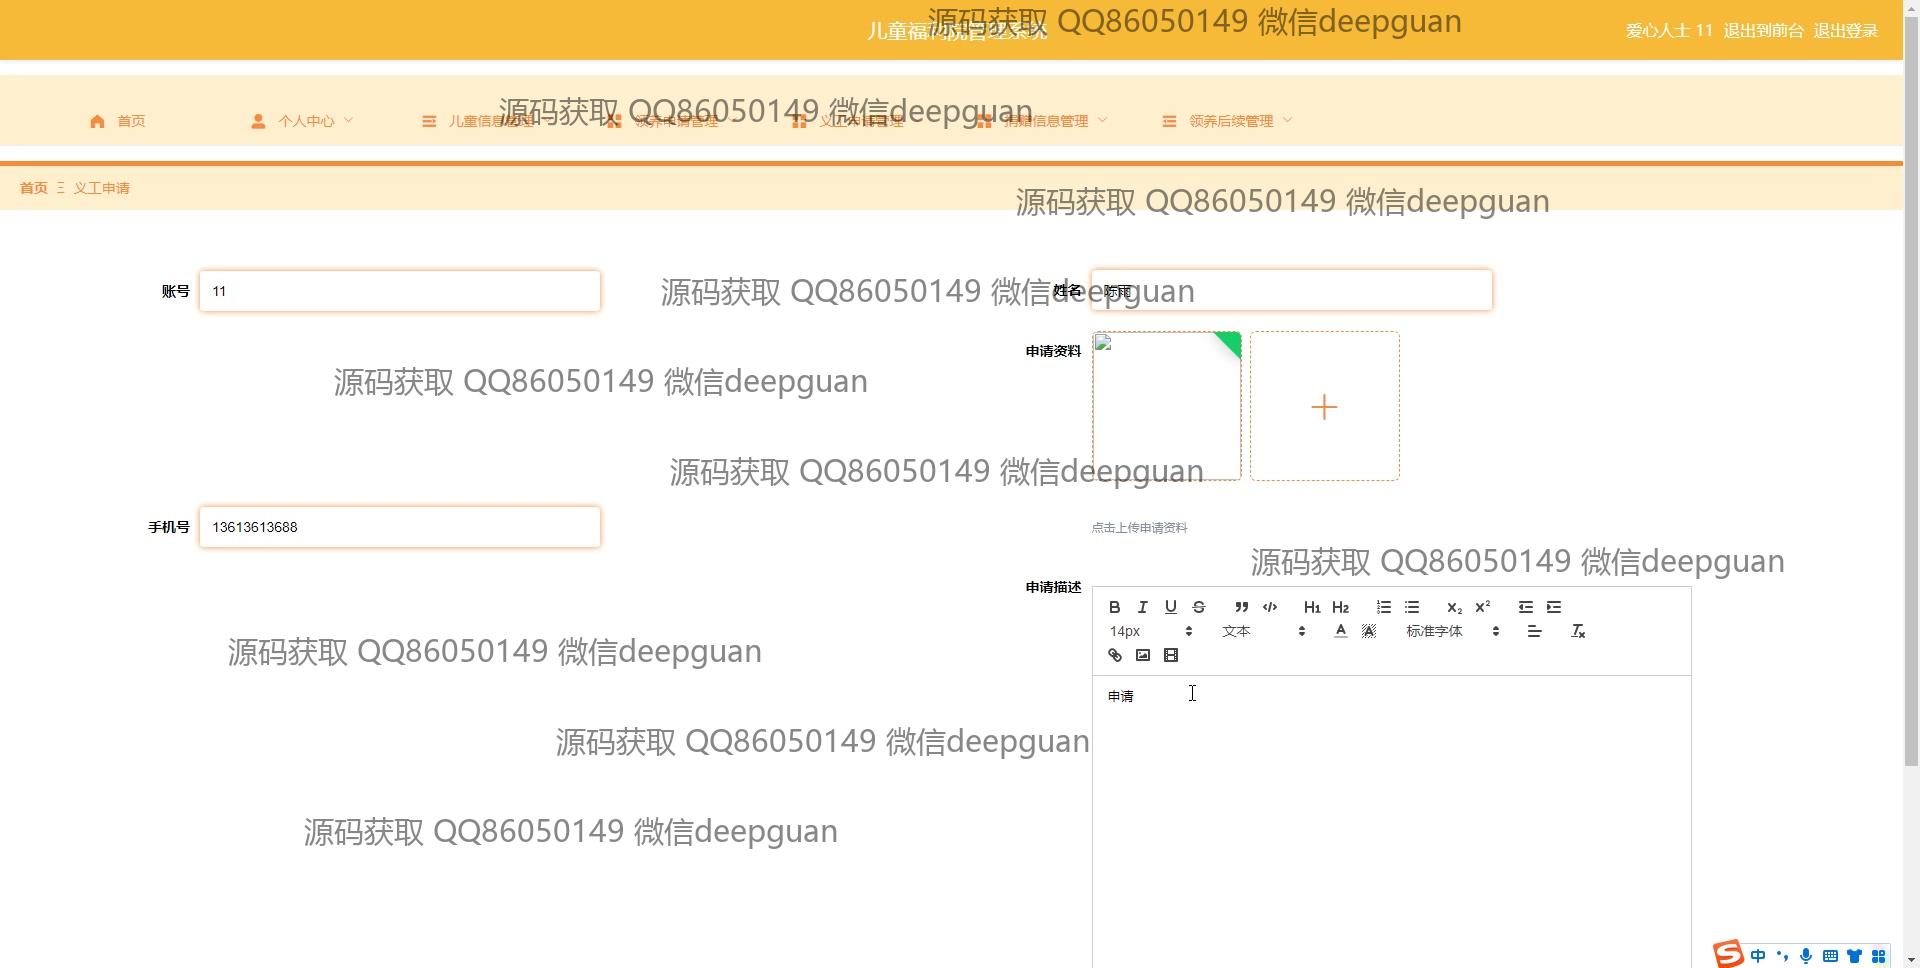 儿童福利院管理系统
源码获取 QQ86050149 微信deepguan
爱心人士 11 退出到前台 退出登录
首页 个人中心 儿童信息管理 领养申请管理 义工申请管理 捐赠信息管理 领养后续管理
源码获取 QQ86050149 微信deepguan
首页 义工申请
源码获取 QQ86050149 微信deepguan
账号 11
源码获取 QQ86050149 微信deepguan
姓名 陈雨
申请资料
源码获取 QQ86050149 微信deepguan
源码获取 QQ86050149 微信deepguan
手机号 13613613688
点击上传申请资料
源码获取 QQ86050149 微信deepguan
申请描述
B I U S H1 H2 X2 X2
14px 文本 A A 标准字体 Tx
源码获取 QQ86050149 微信deepguan
申请
源码获取 QQ86050149 微信deepguan
源码获取 QQ86050149 微信deepguan
S 中